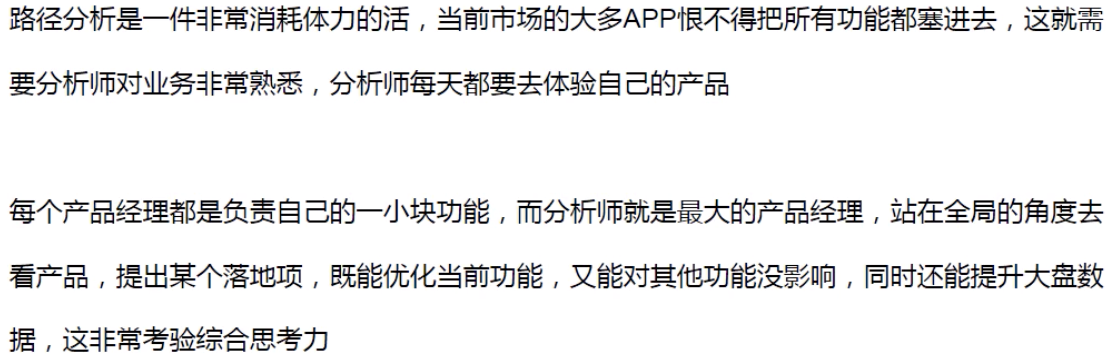 路径分析是一件非常消耗体力的活，当前市场的大多APP恨不得把所有功能都塞进去，这就需
要分析师对业务非常熟悉，分析师每天都要去体验自己的产品
每个产品经理都是负责自己的一小块功能，而分析师就是最大的产品经理，站在全局的角度去
看产品，提出某个落地项，既能优化当前功能，又能对其他功能没影响，同时还能提升大盘数
据，这非常考验综合思考力